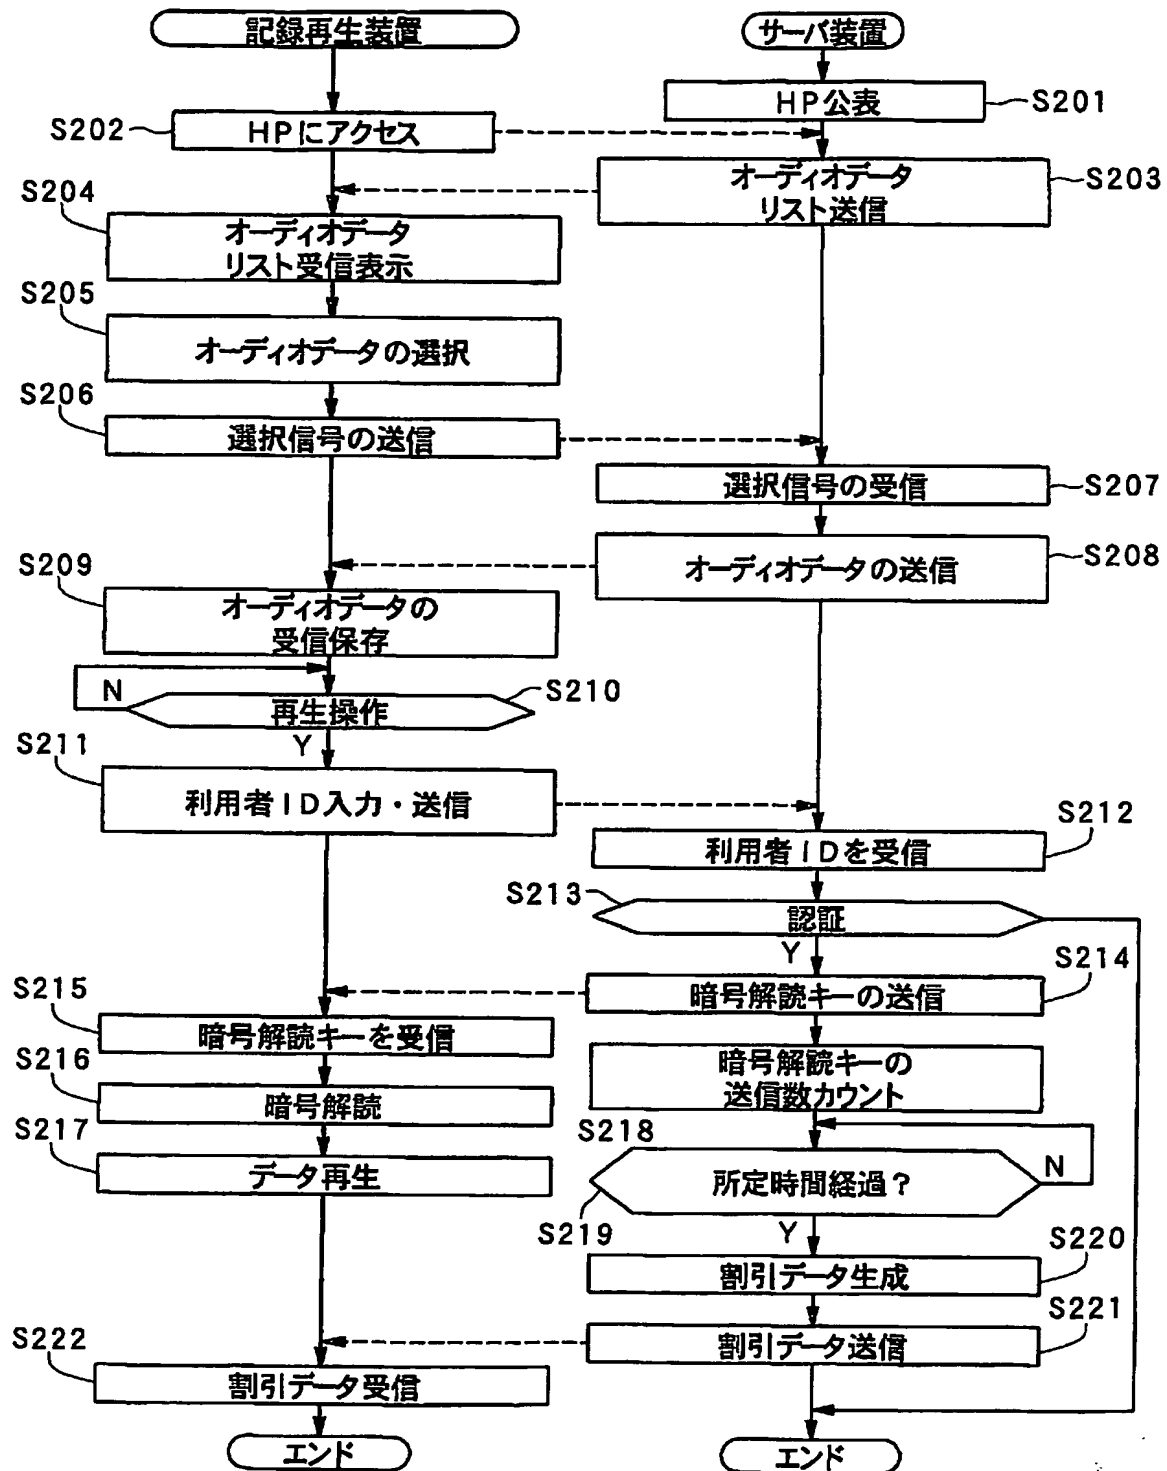 記録再生装置
サーバ装置
HP公表
S201
S202
HPにアクセス
オーディオデータ
リスト送信
S203
S204
オーディオデータ
リスト受信表示
S205
オーディオデータの選択
S206
選択信号の送信
選択信号の受信
S207
オーディオデータの送信
S208
S209
オーディオデータの
受信保存
N
再生操作
S210
Y
S211
利用者ID入力・送信
S212
利用者IDを受信
S213
認証
Y
S214
暗号解読キーの送信
S215
暗号解読キーを受信
暗号解読キーの
送信数カウント
S216
暗号解読
S218
S217
データ再生
所定時間経過?
N
S219
Y
S220
割引データ生成
S221
割引データ送信
S222
割引データ受信
エンド
エンド